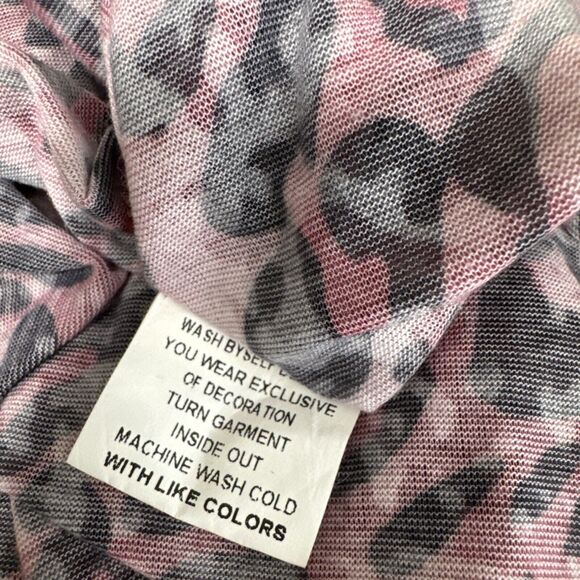 WASH BYSELF
YOU WEAR EXCLUSIVE
OF DECORATION
TURN GARMENT
INSIDE OUT
MACHINE WASH COLD
WITH LIKE COLORS